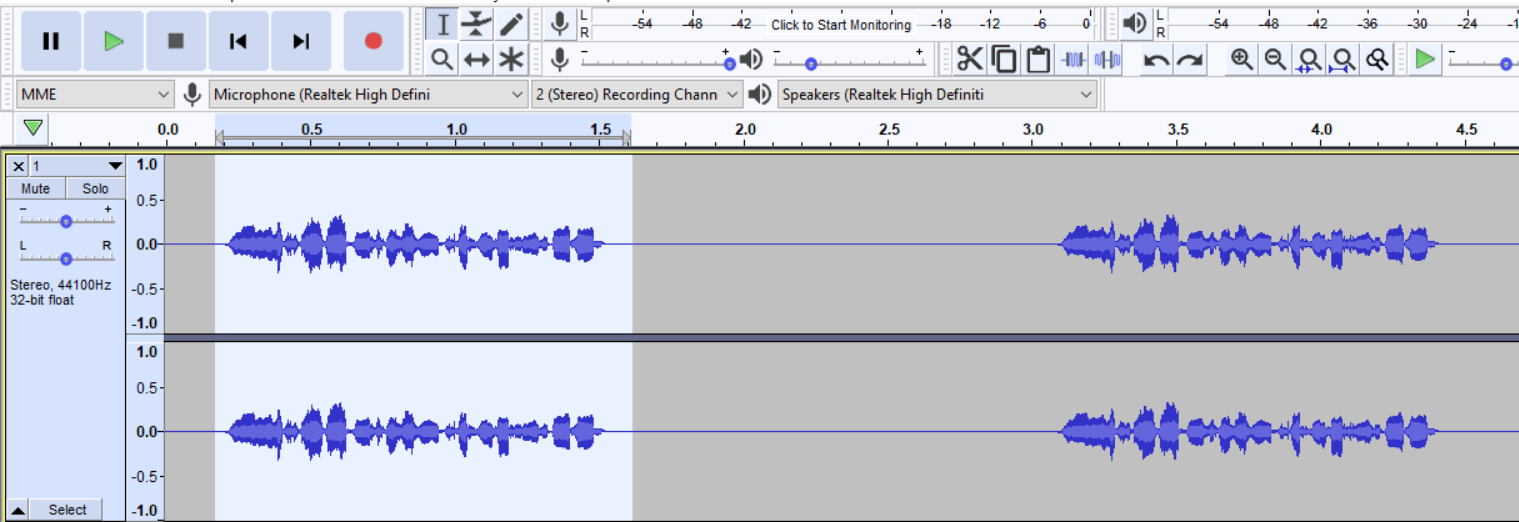 L
R
-54 -48 -42 Click to Start Monitoring -18 -12 -6 0
L
R
-54 -48 -42 -36 -30 -24
- +
- +
-
MME
Microphone (Realtek High Defini
2 (Stereo) Recording Chann
Speakers (Realtek High Definiti
0.0 0.5 1.0 1.5 2.0 2.5 3.0 3.5 4.0 4.5
X 1
Mute Solo
- +
L R
Stereo, 44100Hz
32-bit float
Select
1.0
0.5
0.0
-0.5
-1.0
1.0
0.5
0.0
-0.5
-1.0